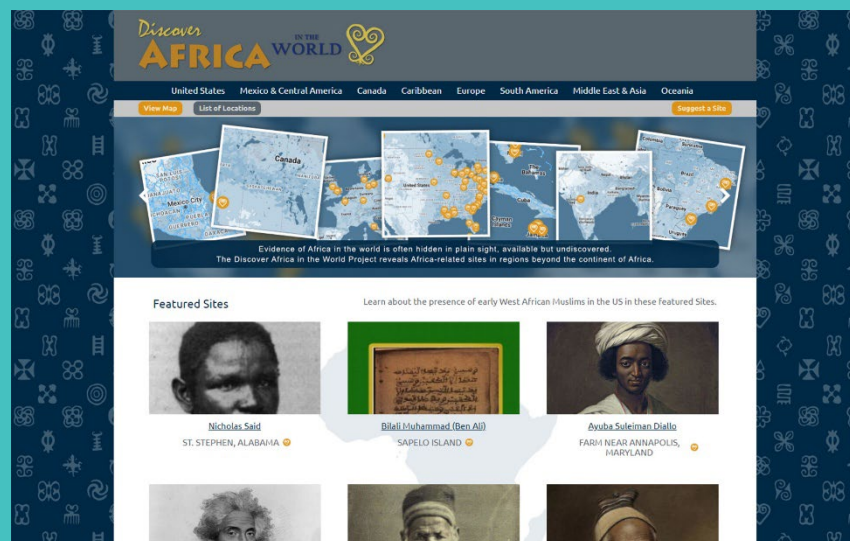 Discover
AFRICA
IN THE
WORLD
United States Mexico & Central America Canada Caribbean Europe South America Middle East & Asia Oceania
View Map List of Locations Suggest a Site
Canada
Mexico City
United States
Cuba
India
Brazil
Bolivia
Evidence of Africa in the world is often hidden in plain sight, available but undiscovered.
The Discover Africa in the World Project reveals Africa-related sites in regions beyond the continent of Africa.
Featured Sites
Learn about the presence of early West African Muslims in the US in these featured Sites.
Nicholas Said
ST. STEPHEN, ALABAMA
Bilali Muhammad (Ben Ali)
SAPELO ISLAND
Ayuba Suleiman Diallo
FARM NEAR ANNAPOLIS,
MARYLAND